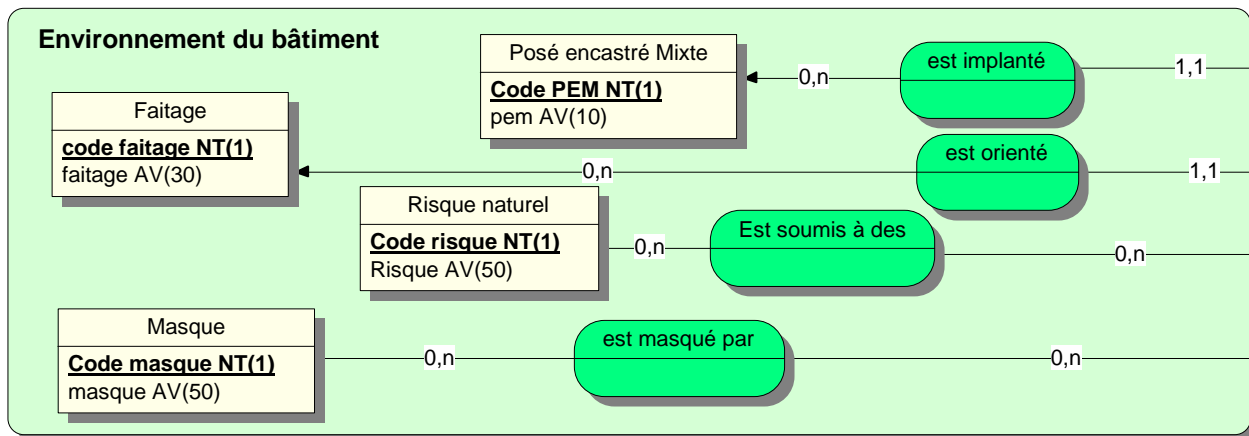 Environnement du bâtiment
Posé encastré Mixte
Code PEM NT(1)
pem AV(10)
0,n
est implanté
1,1
Faitage
code faitage NT(1)
faitage AV(30)
0,n
est orienté
1,1
Risque naturel
Code risque NT(1)
Risque AV(50)
0,n
Est soumis à des
0,n
Masque
Code masque NT(1)
masque AV(50)
0,n
est masqué par
0,n